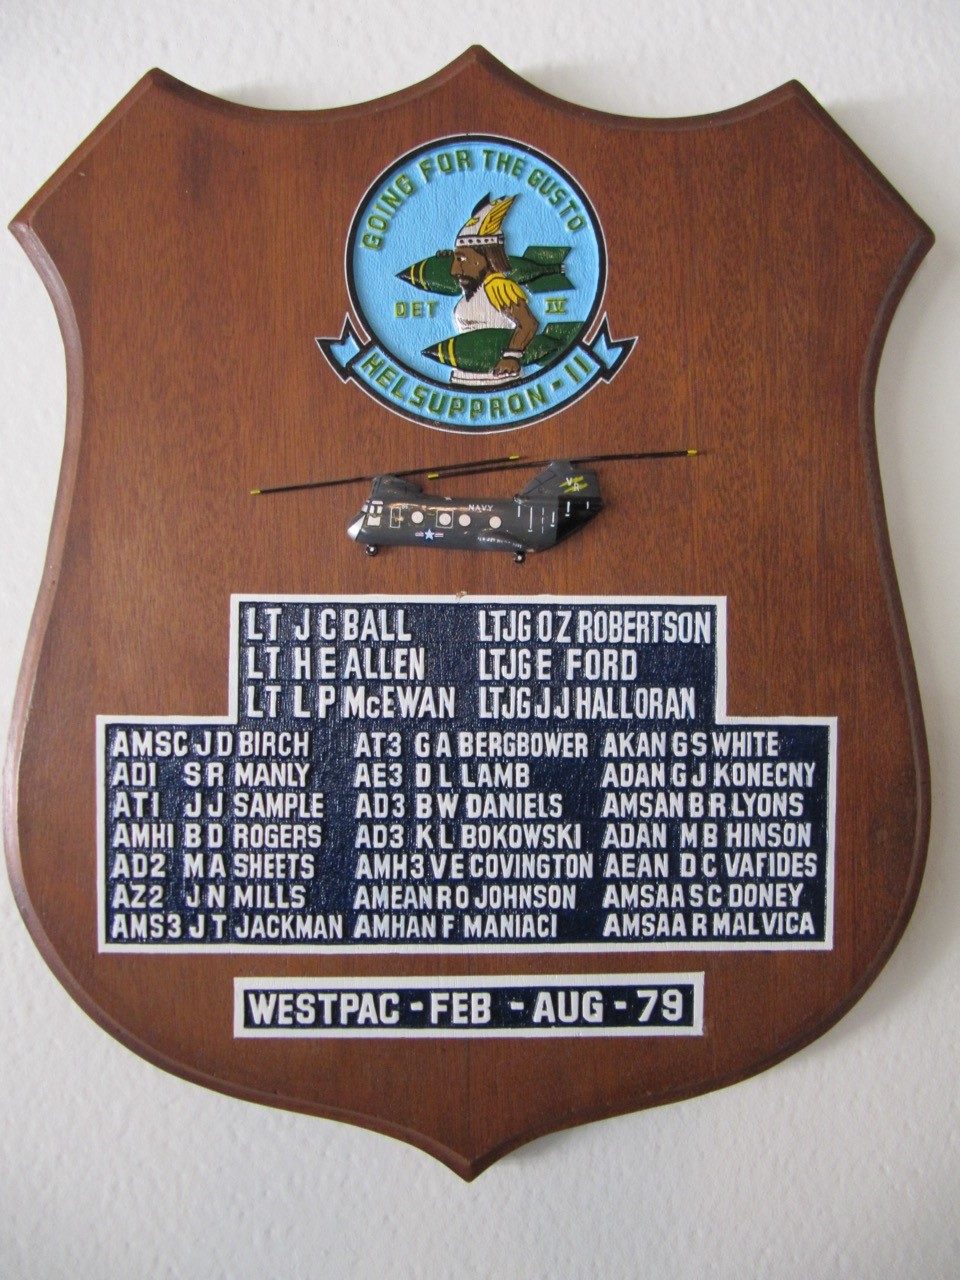 GOING FOR THE GUSTO
DET IV
HELSUPPRON-11
VR
NAVY
LT J C BALL LTJG O Z ROBERTSON
LT H E ALLEN LTJG E FORD
LT L P McEWAN LTJG J J HALLORAN
AMSC J D BIRCH AT3 G A BERGBOWER AKAN G S WHITE
AD1 S R MANLY AE3 D L LAMB ADAN G J KONECNY
AT1 J J SAMPLE AD3 B W DANIELS AMSAN B R LYONS
AMH1 B D ROGERS AD3 K L BOKOWSKI ADAN M B HINSON
AD2 M A SHEETS AMH3 V E COVINGTON AEAN D C VAFIDES
AZ2 J N MILLS AMEAN R O JOHNSON AMSAA S C DONEY
AMS3 J T JACKMAN AMHAN F MANIACI AMSAA R MALVICA
WESTPAC - FEB - AUG - 79